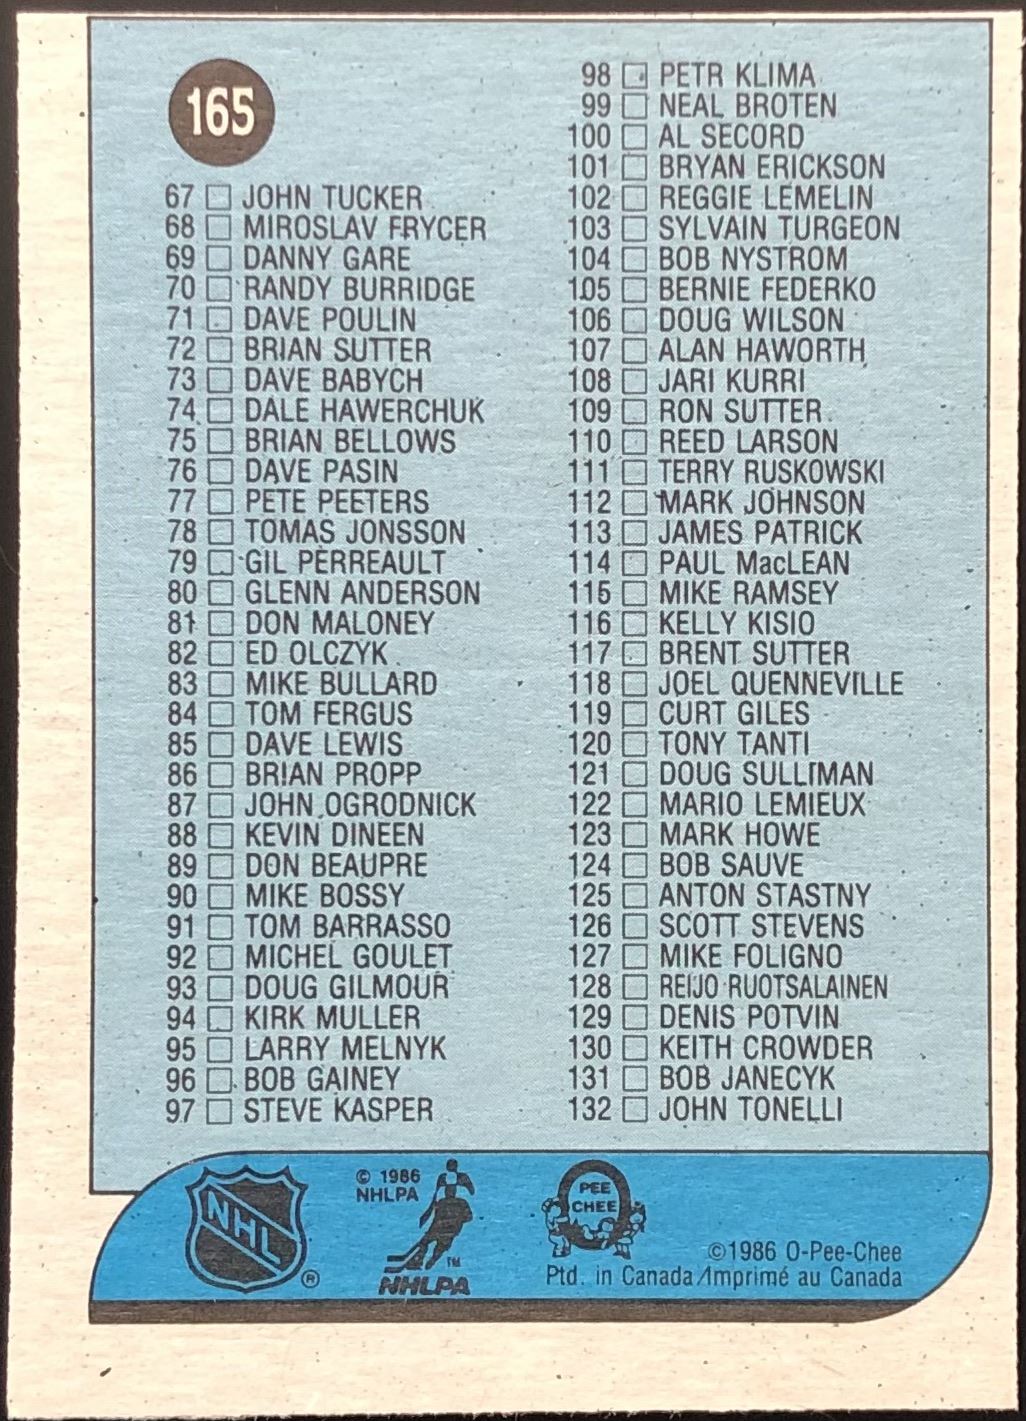 165
67 JOHN TUCKER
68 MIROSLAV FRYCER
69 DANNY GARE
70 RANDY BURRIDGE
71 DAVE POULIN
72 BRIAN SUTTER
73 DAVE BABYCH
74 DALE HAWERCHUK
75 BRIAN BELLOWS
76 DAVE PASIN
77 PETE PEETERS
78 TOMAS JONSSON
79 GIL PERREAULT
80 GLENN ANDERSON
81 DON MALONEY
82 ED OLCZYK
83 MIKE BULLARD
84 TOM FERGUS
85 DAVE LEWIS
86 BRIAN PROPP
87 JOHN OGRODNICK
88 KEVIN DINEEN
89 DON BEAUPRE
90 MIKE BOSSY
91 TOM BARRASSO
92 MICHEL GOULET
93 DOUG GILMOUR
94 KIRK MULLER
95 LARRY MELNYK
96 BOB GAINEY
97 STEVE KASPER
98 PETR KLIMA
99 NEAL BROTEN
100 AL SECORD
101 BRYAN ERICKSON
102 REGGIE LEMELIN
103 SYLVAIN TURGEON
104 BOB NYSTROM
105 BERNIE FEDERKO
106 DOUG WILSON
107 ALAN HAWORTH
108 JARI KURRI
109 RON SUTTER
110 REED LARSON
111 TERRY RUSKOWSKI
112 MARK JOHNSON
113 JAMES PATRICK
114 PAUL MacLEAN
115 MIKE RAMSEY
116 KELLY KISIO
117 BRENT SUTTER
118 JOEL QUENNEVILLE
119 CURT GILES
120 TONY TANTI
121 DOUG SULLIMAN
122 MARIO LEMIEUX
123 MARK HOWE
124 BOB SAUVE
125 ANTON STASTNY
126 SCOTT STEVENS
127 MIKE FOLIGNO
128 REIJO RUOTSALAINEN
129 DENIS POTVIN
130 KEITH CROWDER
131 BOB JANECYK
132 JOHN TONELLI
NHL ®
© 1986
NHLPA
TM
NHLPA
PEE
CHEE
©1986 O-Pee-Chee
Ptd. in Canada/Imprimé au Canada